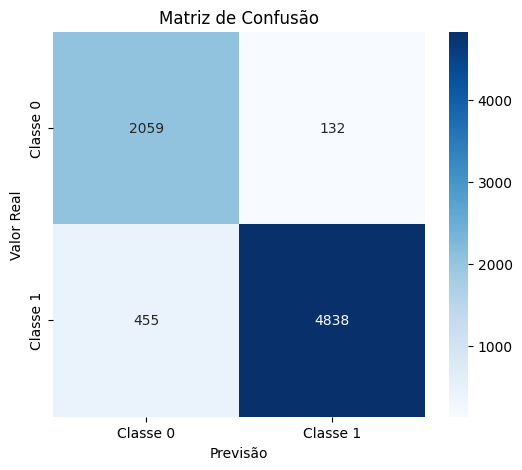 Matriz de Confusão
Valor Real
Classe 0
2059
132
Classe 1
455
4838
Classe 0
Classe 1
Previsão
4000
3000
2000
1000